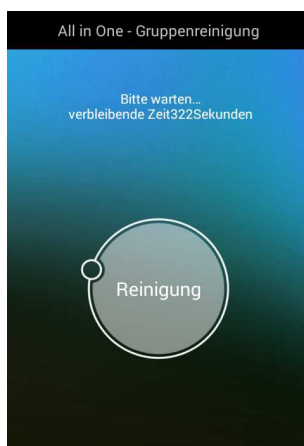 All in One - Gruppenreinigung
Bitte warten...
verbleibende Zeit322Sekunden
Reinigung